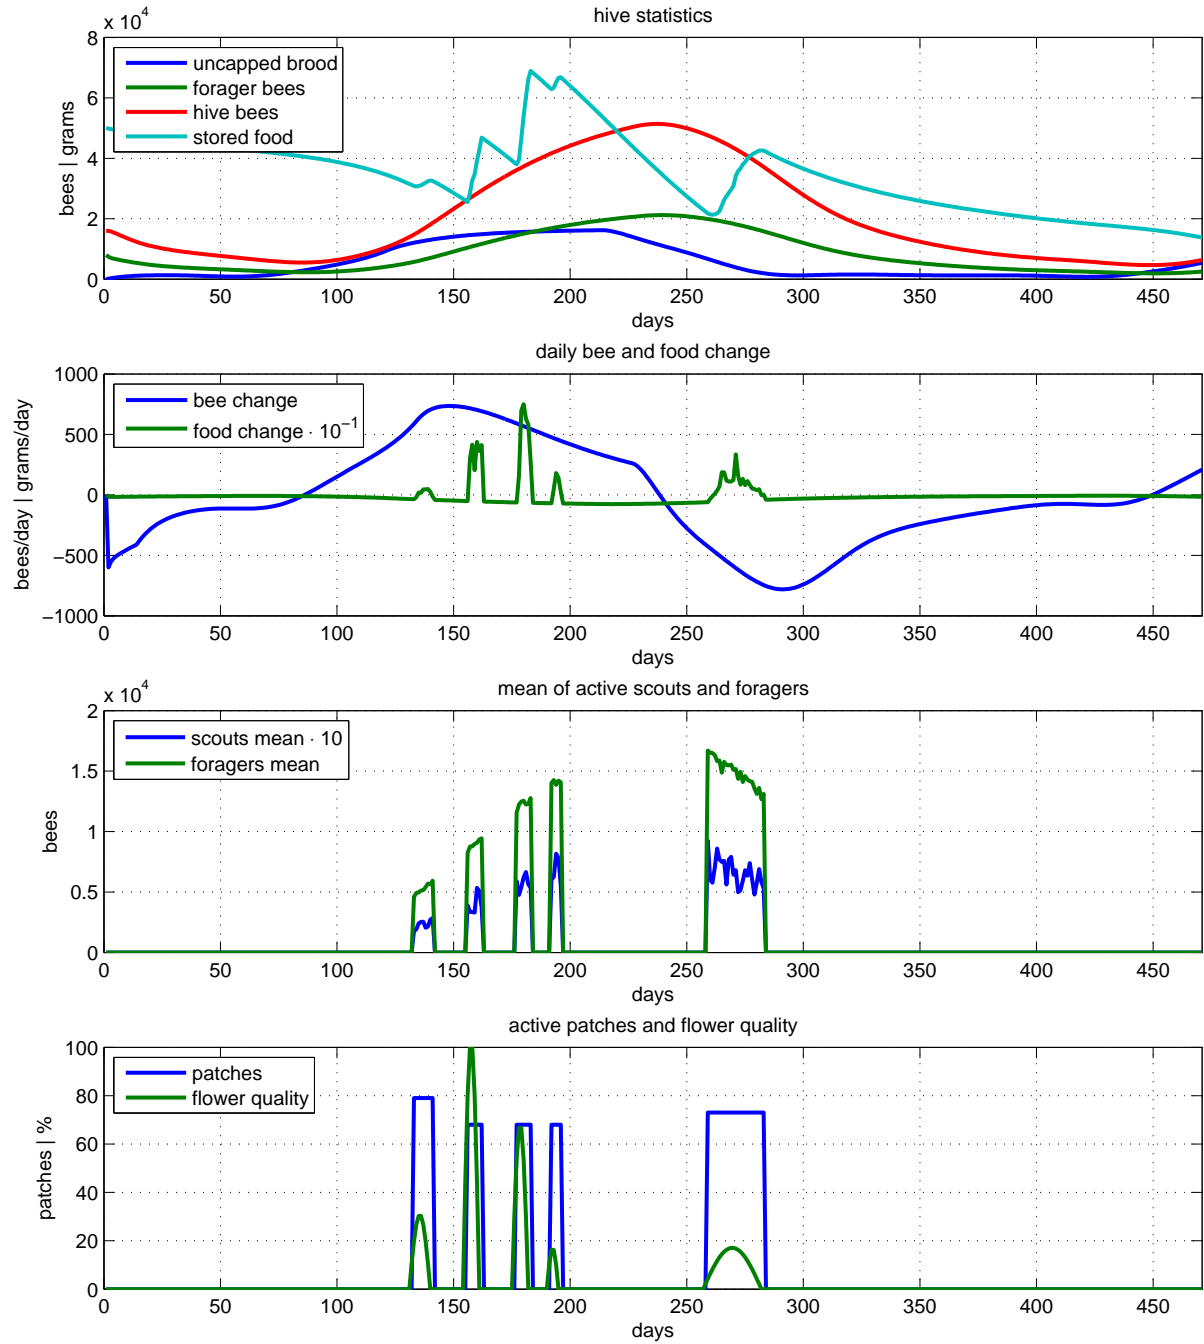 hive statistics
x 10^4
8
6
4
2
0
bees | grams
uncapped brood
forager bees
hive bees
stored food
0 50 100 150 200 250 300 350 400 450
days
daily bee and food change
1000
500
0
−500
−1000
bees/day | grams/day
bee change
food change · 10^−1
0 50 100 150 200 250 300 350 400 450
days
mean of active scouts and foragers
x 10^4
2
1.5
1
0.5
0
bees
scouts mean · 10
foragers mean
0 50 100 150 200 250 300 350 400 450
days
active patches and flower quality
100
80
60
40
20
0
patches | %
patches
flower quality
0 50 100 150 200 250 300 350 400 450
days